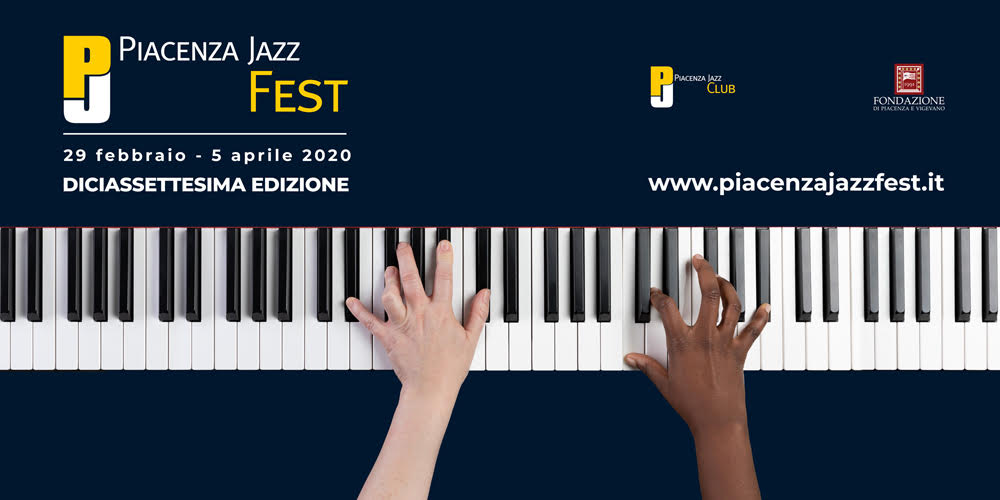 PJ
PIACENZA JAZZ
FEST
29 febbraio - 5 aprile 2020
DICIASSETTESIMA EDIZIONE
PJ
PIACENZA JAZZ
CLUB
1991
FONDAZIONE
DI PIACENZA E VIGEVANO
www.piacenzajazzfest.it